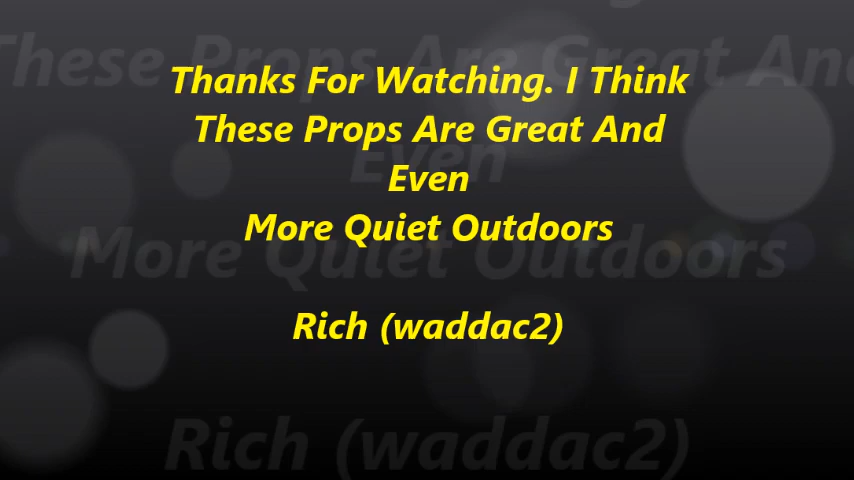 Thanks For Watching. I Think
These Props Are Great And
Even
More Quiet Outdoors
Rich (waddac2)